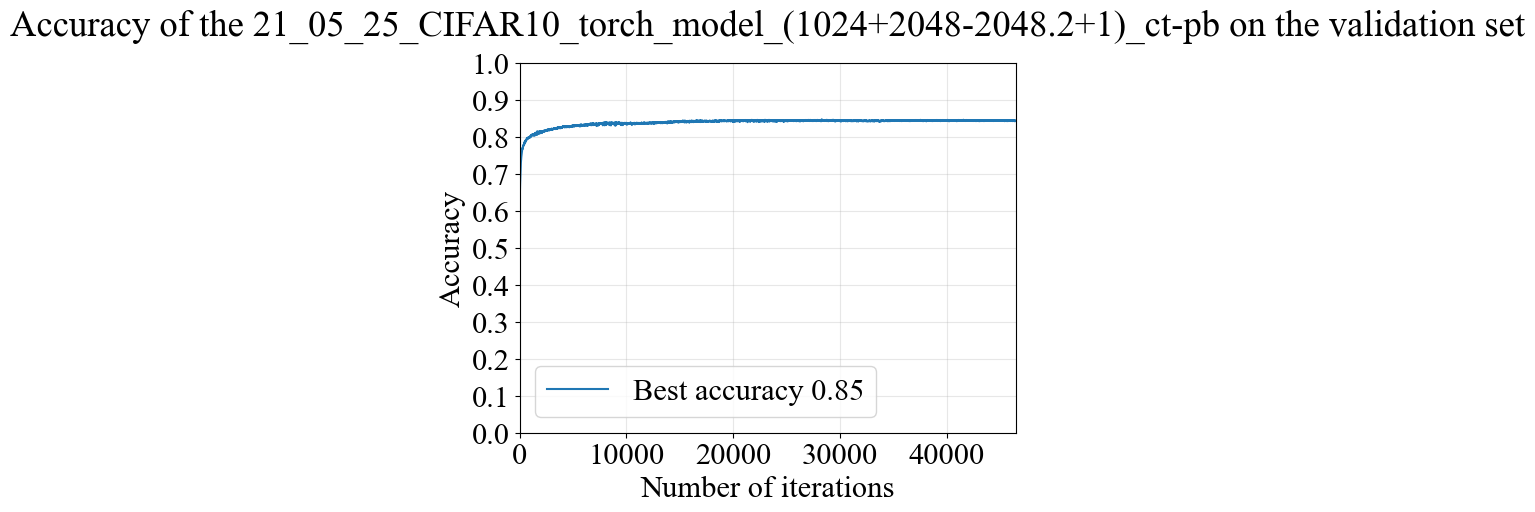 Accuracy of the 21_05_25_CIFAR10_torch_model_(1024+2048-2048.2+1)_ct-pb on the validation set
1.0
0.9
0.8
0.7
0.6
0.5
0.4
0.3
0.2
0.1
0.0
Accuracy
Best accuracy 0.85
0 10000 20000 30000 40000
Number of iterations